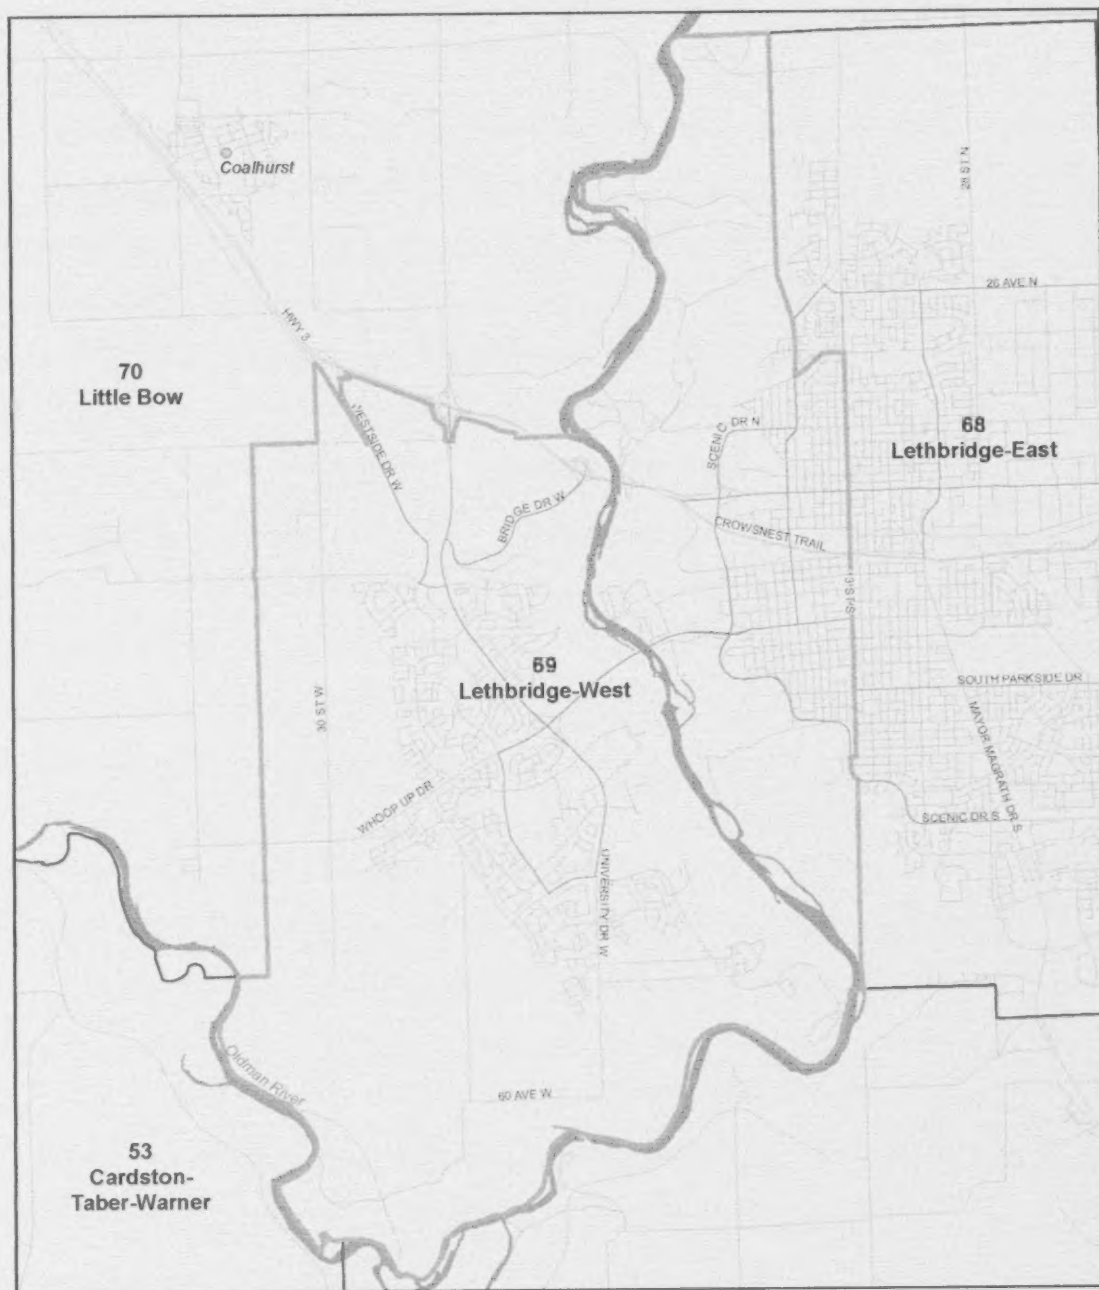 Coalhurst
28 ST N
26 AVE N
HWY 3
70
Little Bow
WESTSIDE DR W
SCENIC DR N
68
Lethbridge-East
BRIDGE DR W
CROWSNEST TRAIL
13 ST S
69
Lethbridge-West
SOUTH PARKSIDE DR
30 ST W
MAYOR MAGRATH DR S
WHOOP UP DR
SCENIC DR S
UNIVERSITY DR W
Oldman River
60 AVE W
53
Cardston-
Taber-Warner